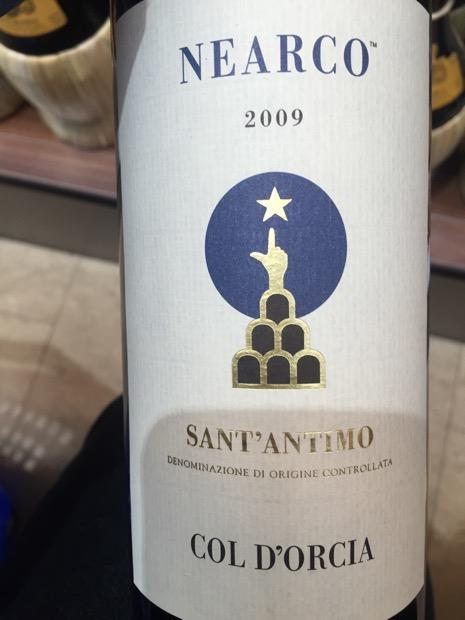 NEARCO™
2009
SANT'ANTIMO
DENOMINAZIONE DI ORIGINE CONTROLLATA
COL D'ORCIA